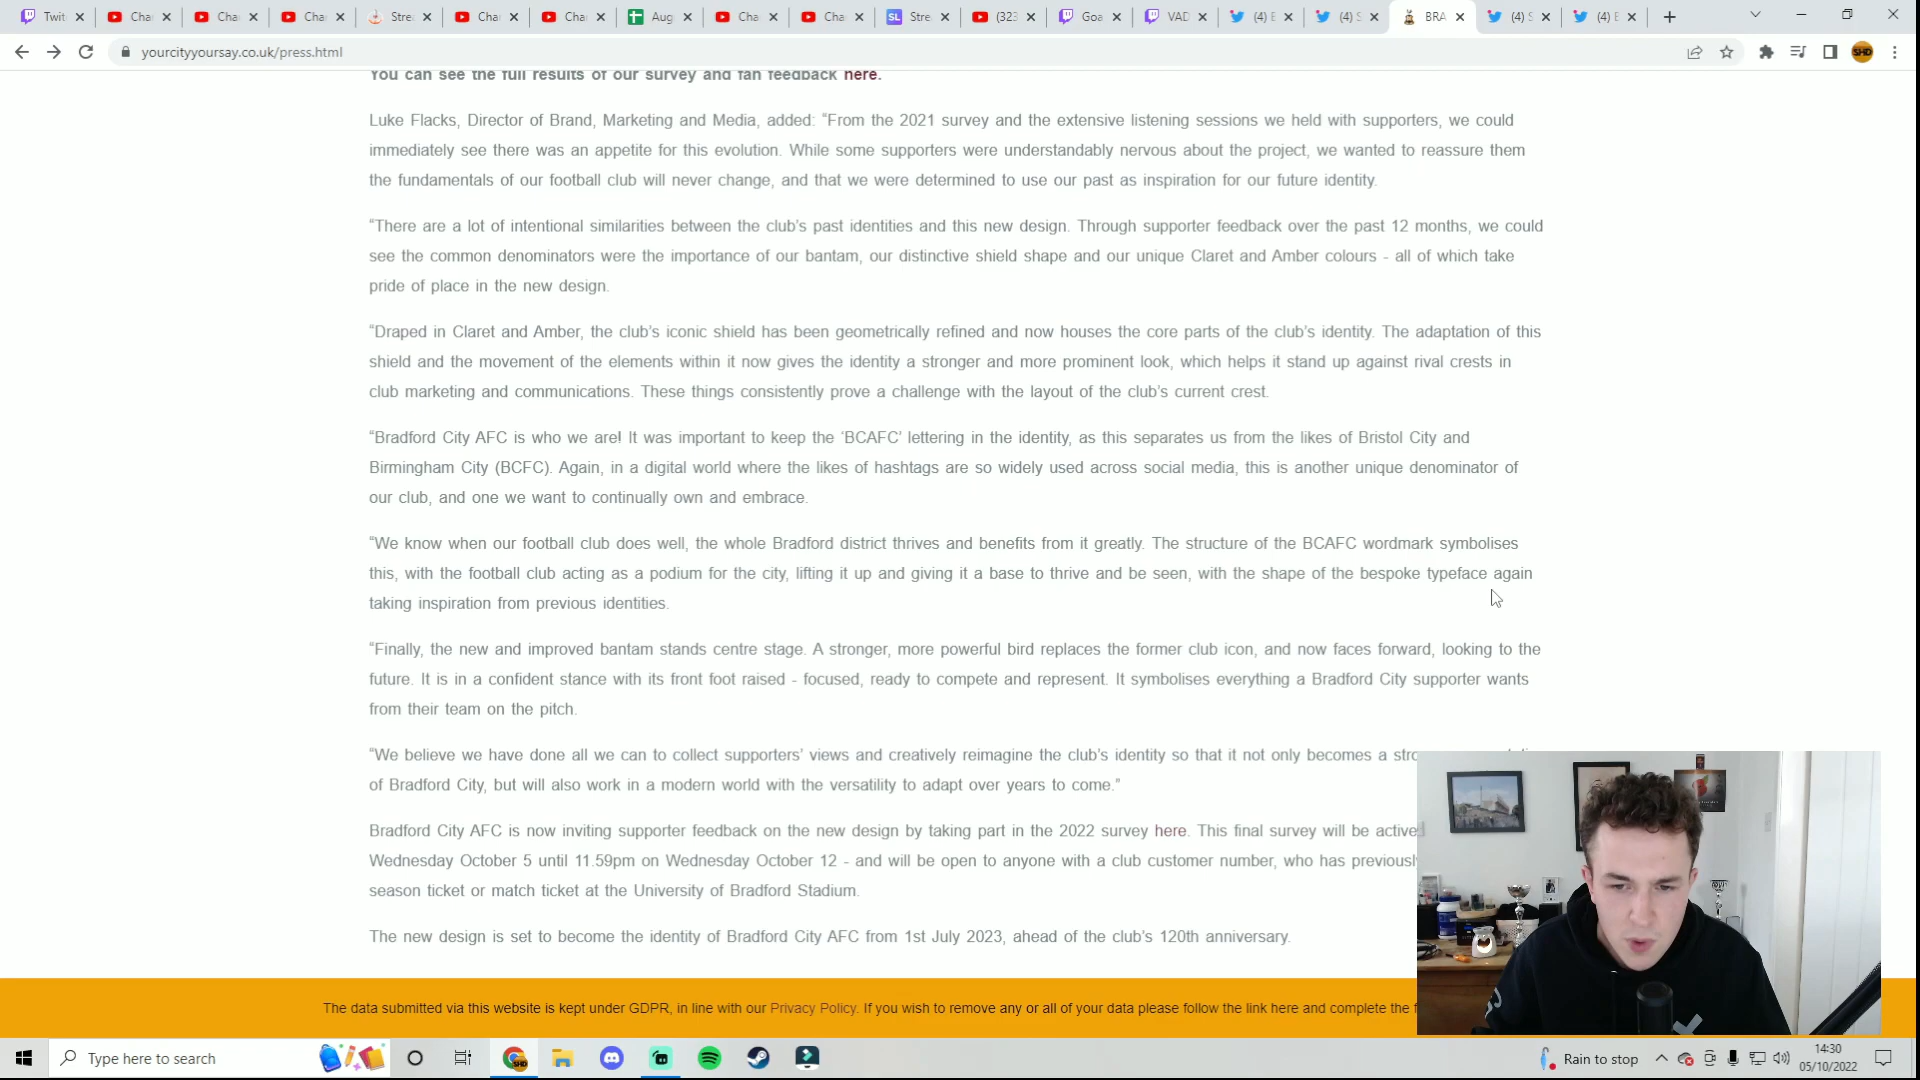 Twit
Cha
Cha
Cha
Stre
Cha
Cha
Aug
Cha
Cha
SL Stre
(323
Goa
VAD
(4) E
(4) S
BRA
(4) S
(4) E
yourcityyoursay.co.uk/press.html
You can see the full results of our survey and fan feedback here.
Luke Flacks, Director of Brand, Marketing and Media, added: “From the 2021 survey and the extensive listening sessions we held with supporters, we could
immediately see there was an appetite for this evolution. While some supporters were understandably nervous about the project, we wanted to reassure them
the fundamentals of our football club will never change, and that we were determined to use our past as inspiration for our future identity.
“There are a lot of intentional similarities between the club’s past identities and this new design. Through supporter feedback over the past 12 months, we could
see the common denominators were the importance of our bantam, our distinctive shield shape and our unique Claret and Amber colours - all of which take
pride of place in the new design.
“Draped in Claret and Amber, the club’s iconic shield has been geometrically refined and now houses the core parts of the club’s identity. The adaptation of this
shield and the movement of the elements within it now gives the identity a stronger and more prominent look, which helps it stand up against rival crests in
club marketing and communications. These things consistently prove a challenge with the layout of the club’s current crest.
“Bradford City AFC is who we are! It was important to keep the ‘BCAFC’ lettering in the identity, as this separates us from the likes of Bristol City and
Birmingham City (BCFC). Again, in a digital world where the likes of hashtags are so widely used across social media, this is another unique denominator of
our club, and one we want to continually own and embrace.
“We know when our football club does well, the whole Bradford district thrives and benefits from it greatly. The structure of the BCAFC wordmark symbolises
this, with the football club acting as a podium for the city, lifting it up and giving it a base to thrive and be seen, with the shape of the bespoke typeface again
taking inspiration from previous identities.
“Finally, the new and improved bantam stands centre stage. A stronger, more powerful bird replaces the former club icon, and now faces forward, looking to the
future. It is in a confident stance with its front foot raised - focused, ready to compete and represent. It symbolises everything a Bradford City supporter wants
from their team on the pitch.
“We believe we have done all we can to collect supporters’ views and creatively reimagine the club’s identity so that it not only becomes a
of Bradford City, but will also work in a modern world with the versatility to adapt over years to come.”
Bradford City AFC is now inviting supporter feedback on the new design by taking part in the 2022 survey here. This final survey will be active
Wednesday October 5 until 11.59pm on Wednesday October 12 - and will be open to anyone with a club customer number, who has previously
season ticket or match ticket at the University of Bradford Stadium.
The new design is set to become the identity of Bradford City AFC from 1st July 2023, ahead of the club’s 120th anniversary.
The data submitted via this website is kept under GDPR, in line with our Privacy Policy. If you wish to remove any or all of your data please follow the link here and complete the
Type here to search
Rain to stop
14:30
05/10/2022